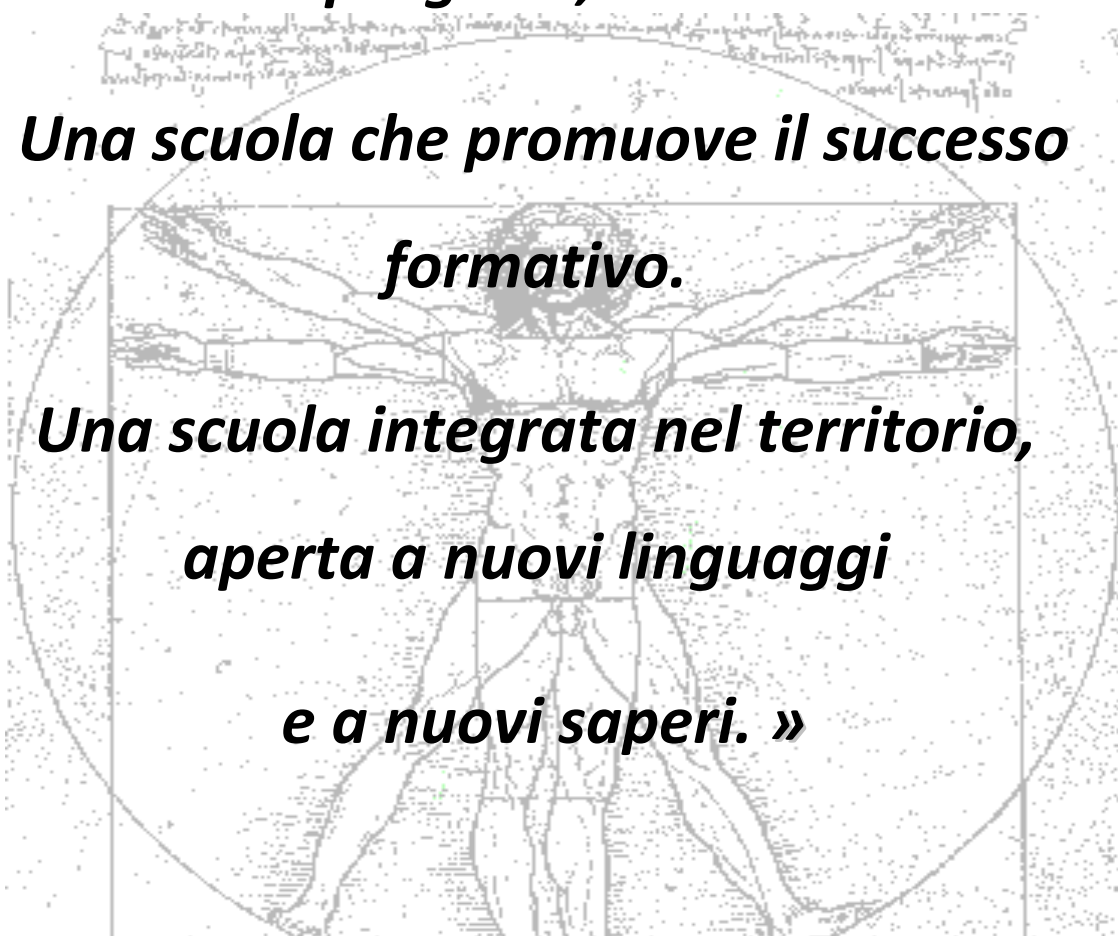 Una scuola che promuove il successo
formativo.
Una scuola integrata nel territorio,
aperta a nuovi linguaggi
e a nuovi saperi. »